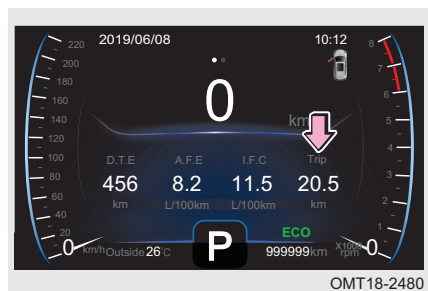 2019/06/08 10:12
220
200
180
160
140
120
100
80
60
40
20
0
km/h
8
7
6
5
4
3
2
1
0
X1000
rpm
0
km
D.T.E A.F.E I.F.C Trip
456 8.2 11.5 20.5
km L/100km L/100km km
Outside 26°C
P
ECO
999999km
OMT18-2480